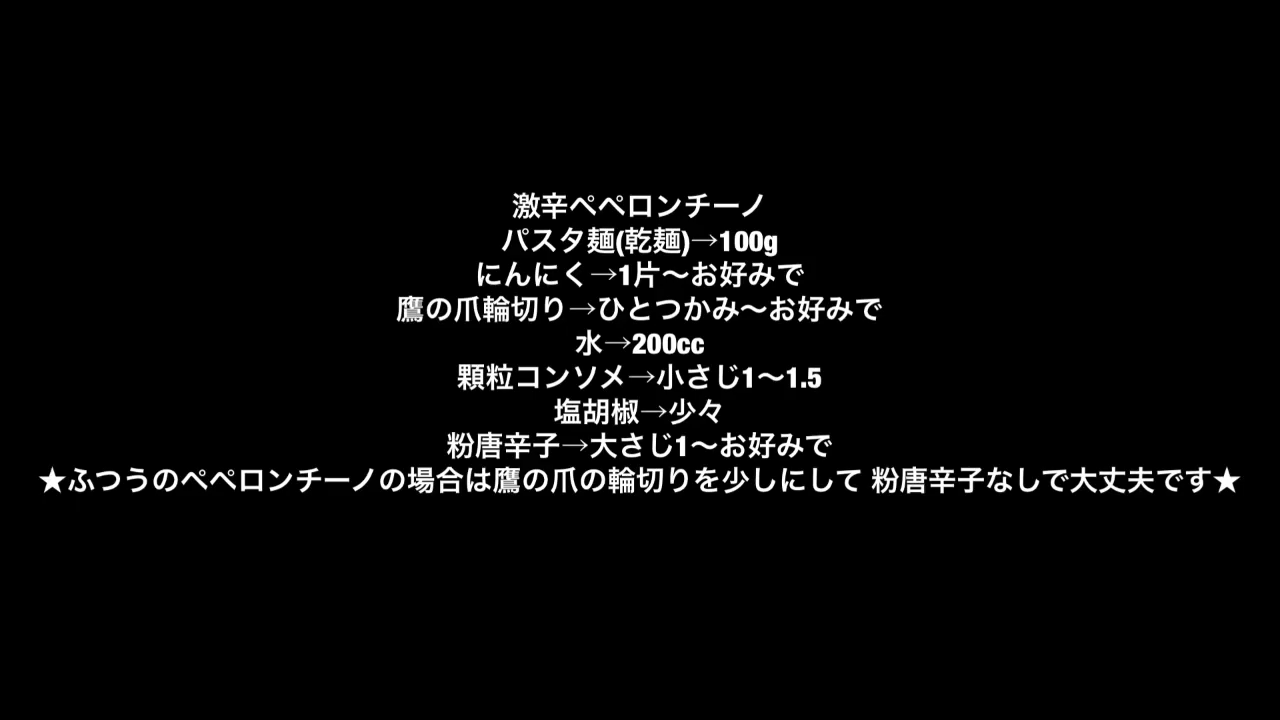 激辛ペペロンチーノ
パスタ麺(乾麺)→100g
にんにく→1片〜お好みで
鷹の爪輪切り→ひとつかみ〜お好みで
水→200cc
顆粒コンソメ→小さじ1〜1.5
塩胡椒→少々
粉唐辛子→大さじ1〜お好みで
★ふつうのペペロンチーノの場合は鷹の爪の輪切りを少しにして 粉唐辛子なしで大丈夫です★